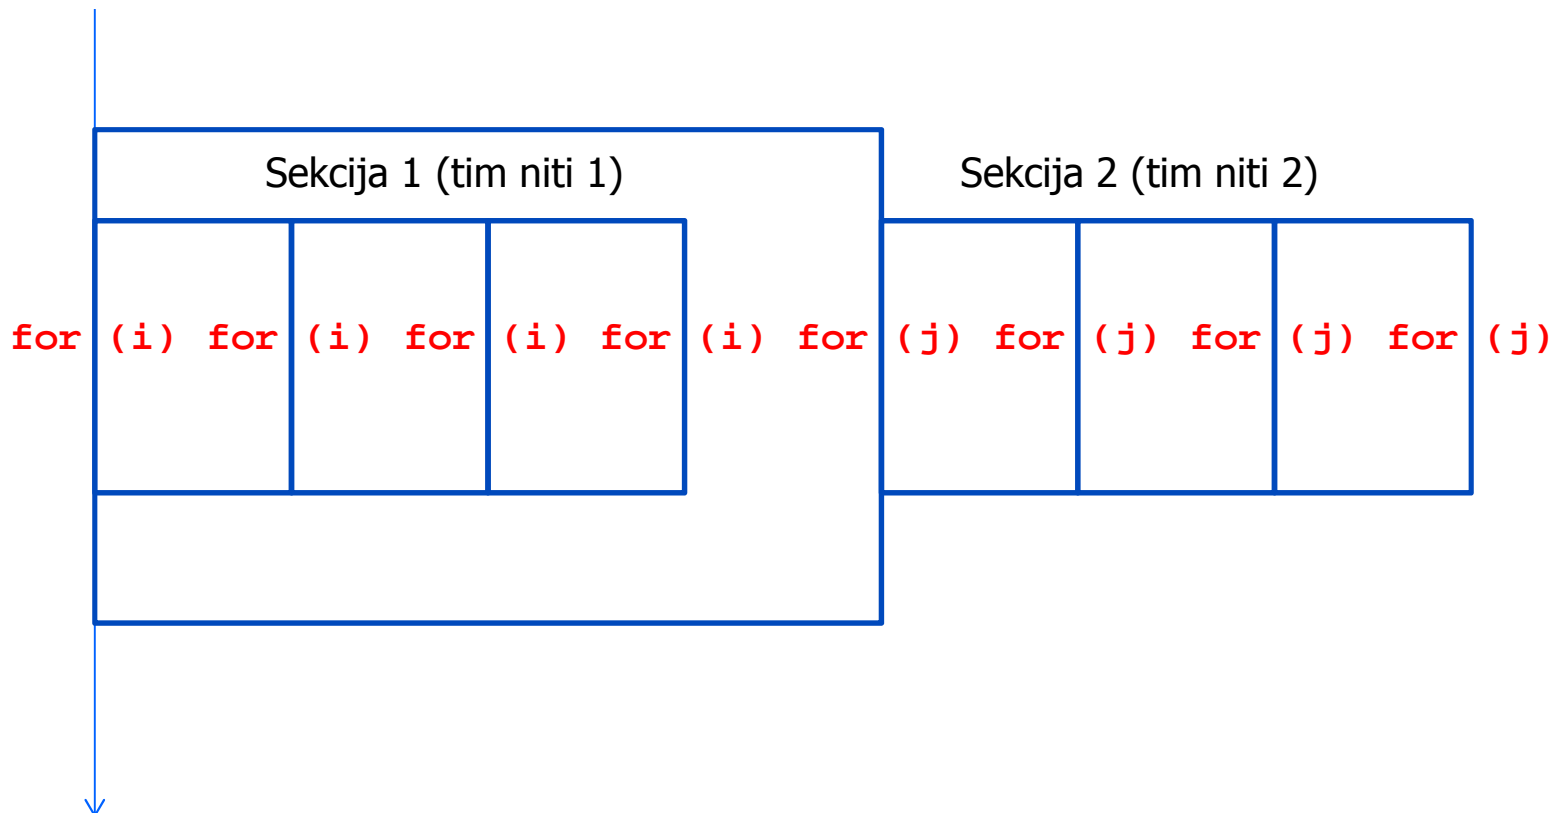 Sekcija 1 (tim niti 1) Sekcija 2 (tim niti 2)
for (i) for (i) for (i) for (i) for (j) for (j) for (j) for (j)